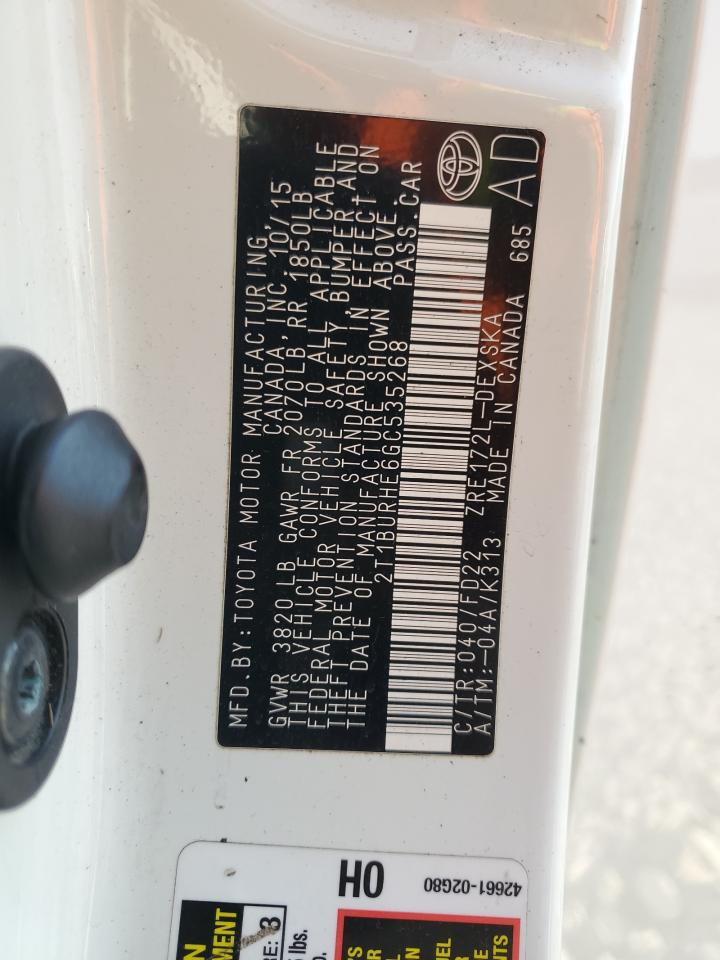 MFD.BY:TOYOTA MOTOR MANUFACTURING
CANADA, INC. 10/15
GVWR 3820LB GAWR FR 2070LB, RR 1850LB
THIS VEHICLE CONFORMS TO ALL APPLICABLE
FEDERAL MOTOR VEHICLE SAFETY, BUMPER, AND
THEFT PREVENTION STANDARDS IN EFFECT ON
THE DATE OF MANUFACTURE SHOWN ABOVE.
2T1BURHE6GC535268 PASS.CAR
C/TR:040/FD22 ZRE172L-DEXSKA 685 AD
A/TM:-04A/K313 MADE IN CANADA
0H
42661-02G80